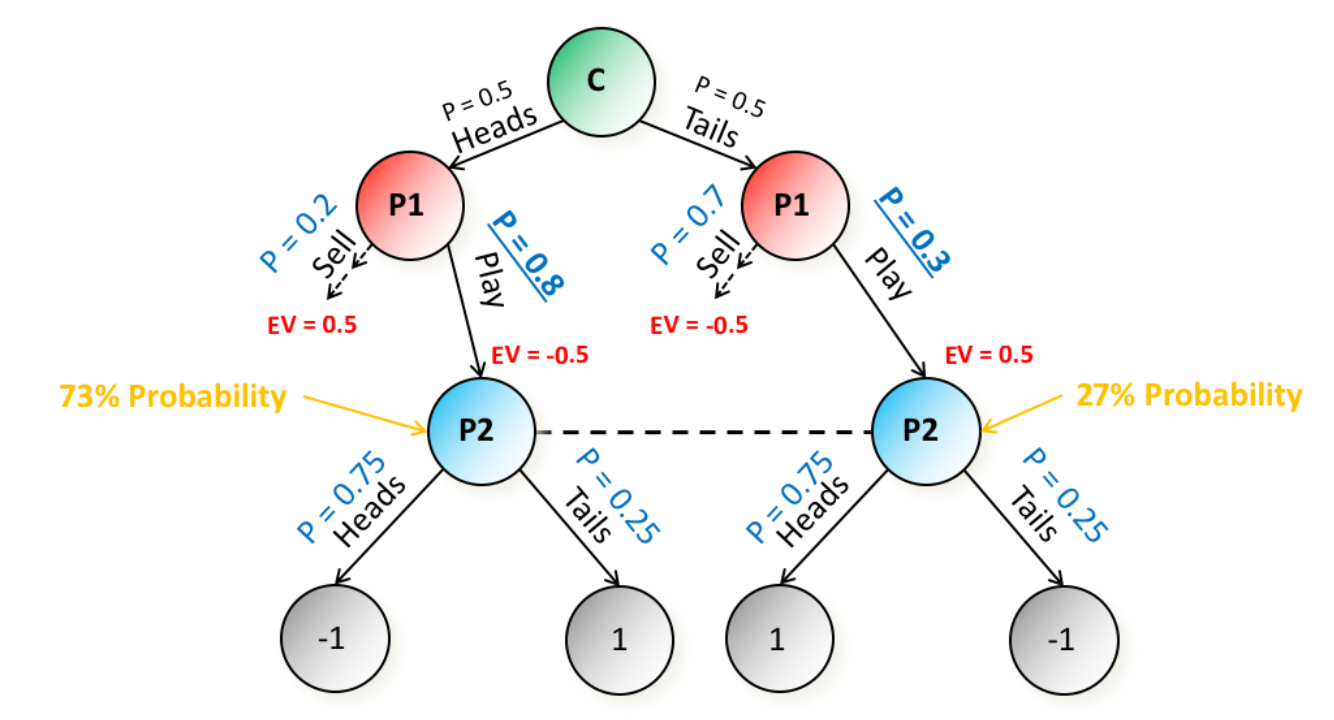 C
P = 0.5
Heads
P = 0.5
Tails
P1
P1
P = 0.2
Sell
P = 0.8
Play
P = 0.7
Sell
P = 0.3
Play
EV = 0.5
EV = -0.5
EV = -0.5
EV = 0.5
73% Probability
27% Probability
P2
P2
P = 0.75
Heads
P = 0.25
Tails
P = 0.75
Heads
P = 0.25
Tails
-1
1
1
-1